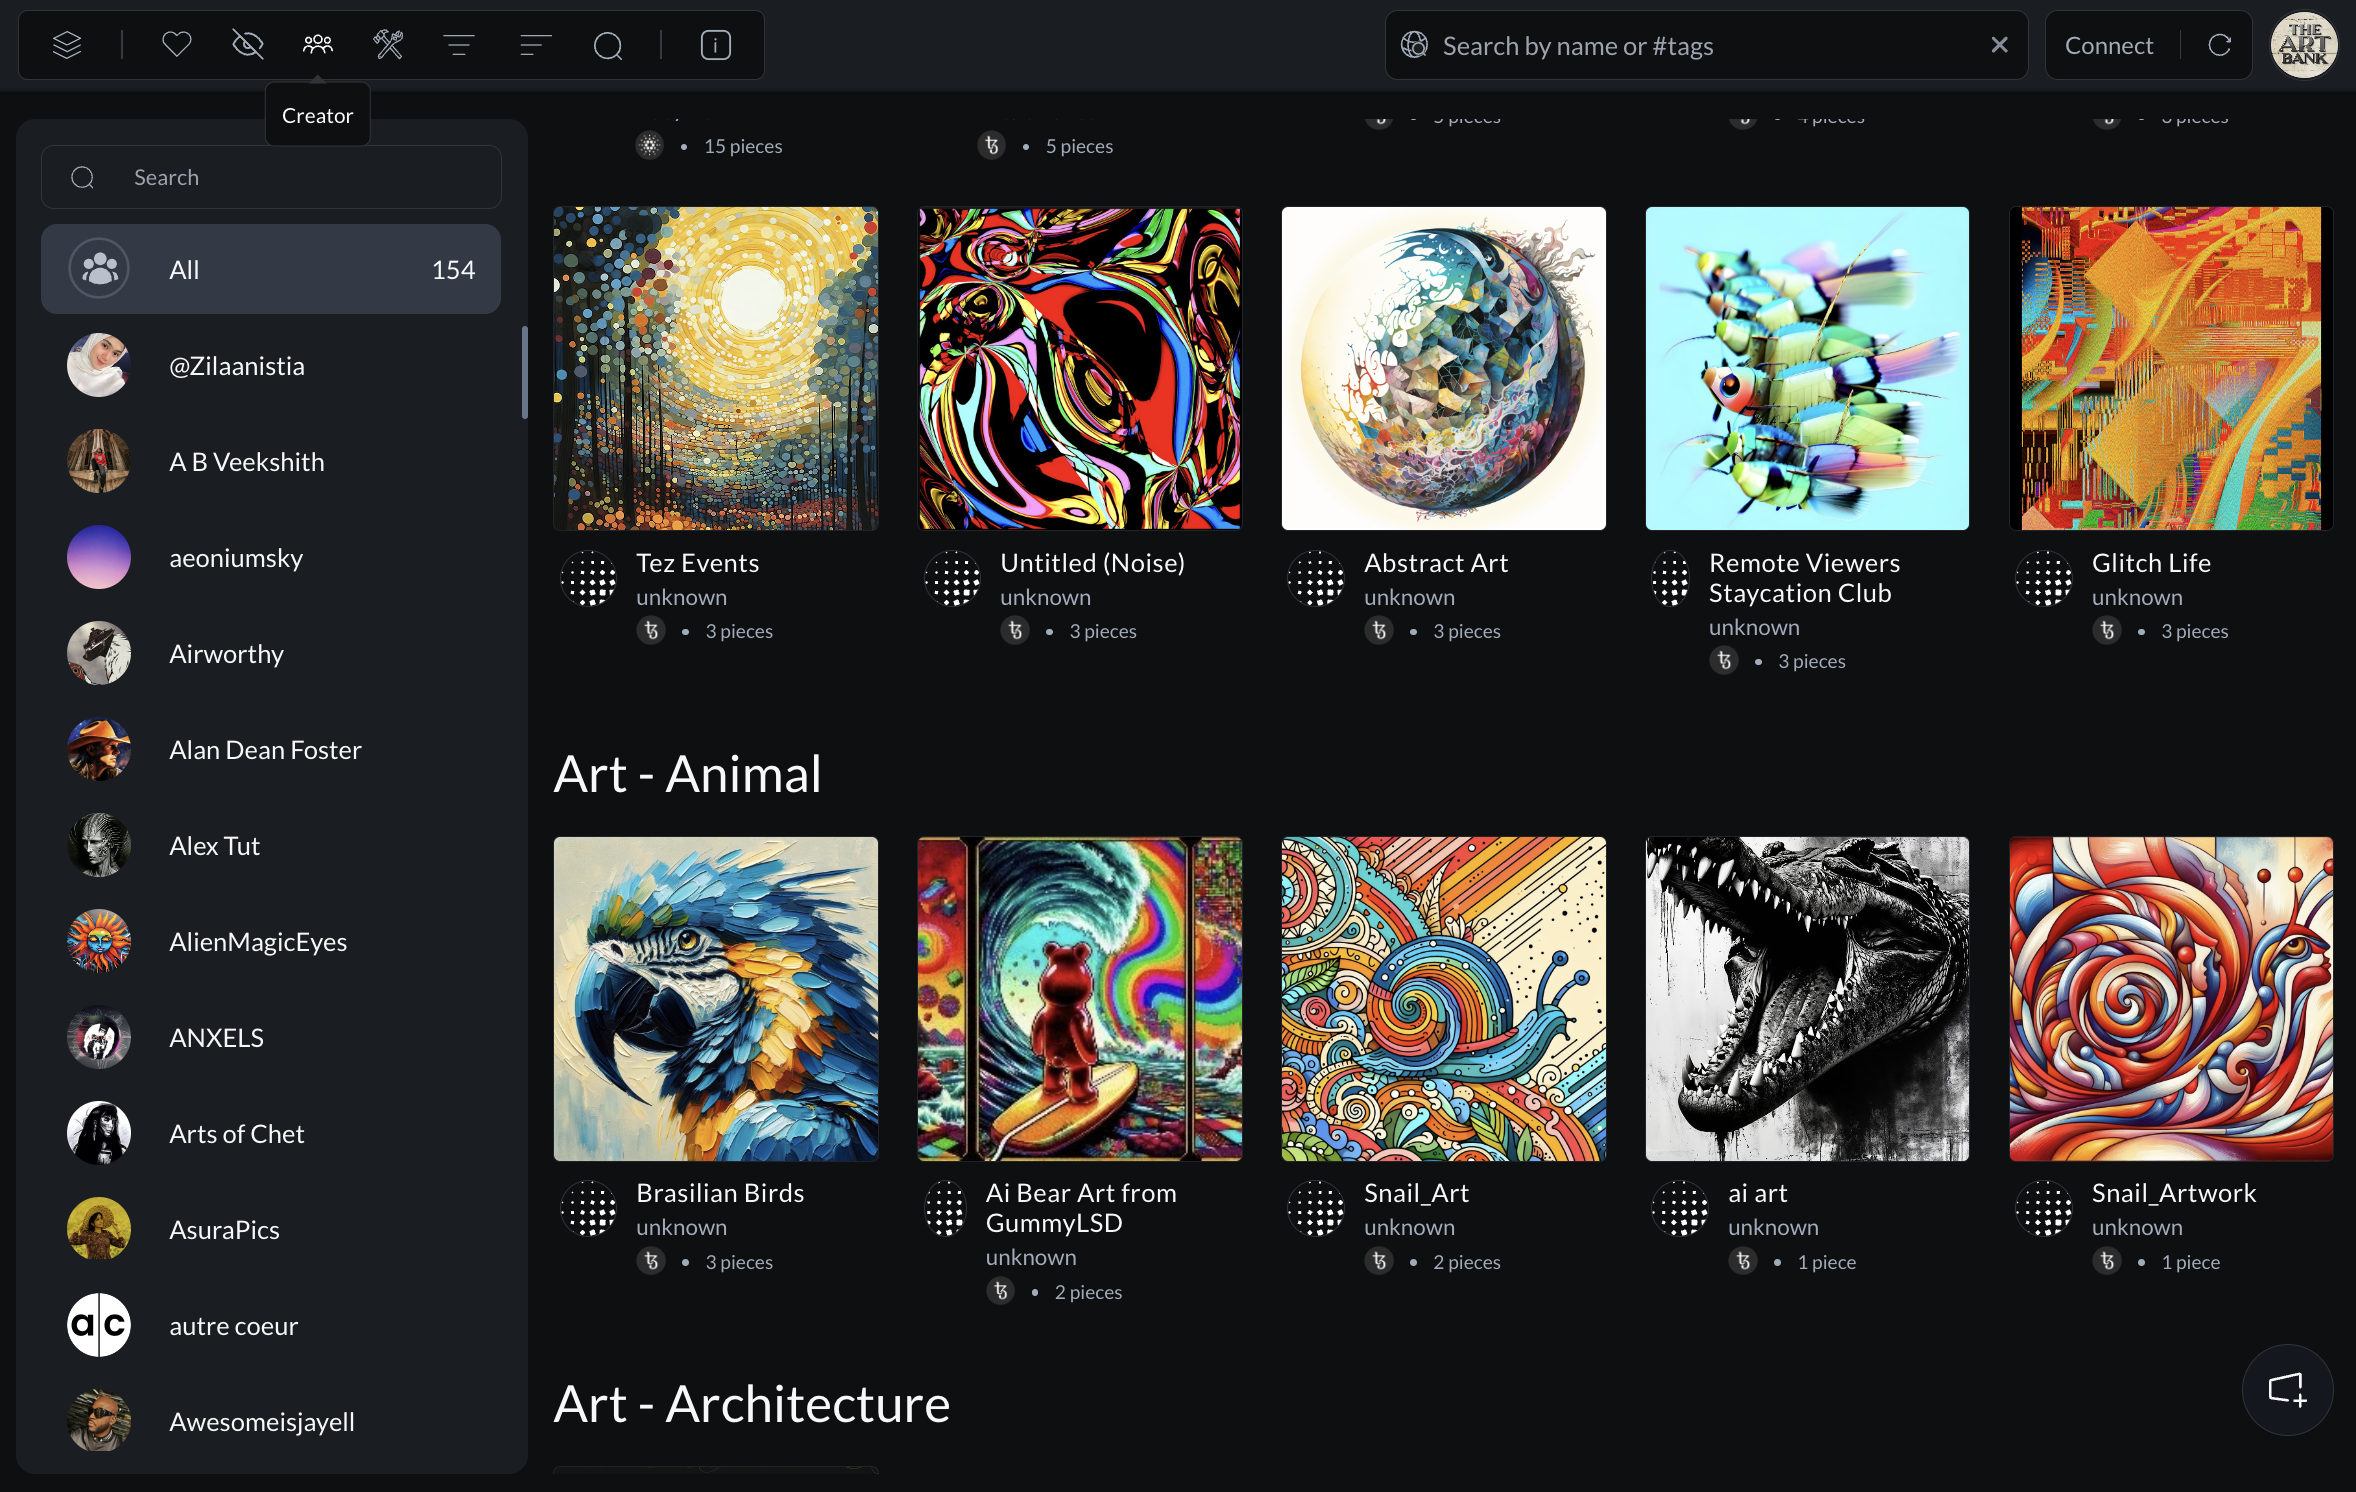 Search by name or #tags
Connect
THE
ART
BANK
Creator
Search
All
154
@Zilaanistia
A B Veekshith
aeoniumsky
Airworthy
Alan Dean Foster
Alex Tut
AlienMagicEyes
ANXELS
Arts of Chet
AsuraPics
a|c
autre coeur
Awesomeisjayell
• 15 pieces
• 5 pieces
Tez Events
unknown
• 3 pieces
Untitled (Noise)
unknown
• 3 pieces
Abstract Art
unknown
• 3 pieces
Remote Viewers
Staycation Club
unknown
• 3 pieces
Glitch Life
unknown
• 3 pieces
Art - Animal
Brasilian Birds
unknown
• 3 pieces
Ai Bear Art from
GummyLSD
unknown
• 2 pieces
Snail_Art
unknown
• 2 pieces
ai art
unknown
• 1 piece
Snail_Artwork
unknown
• 1 piece
Art - Architecture